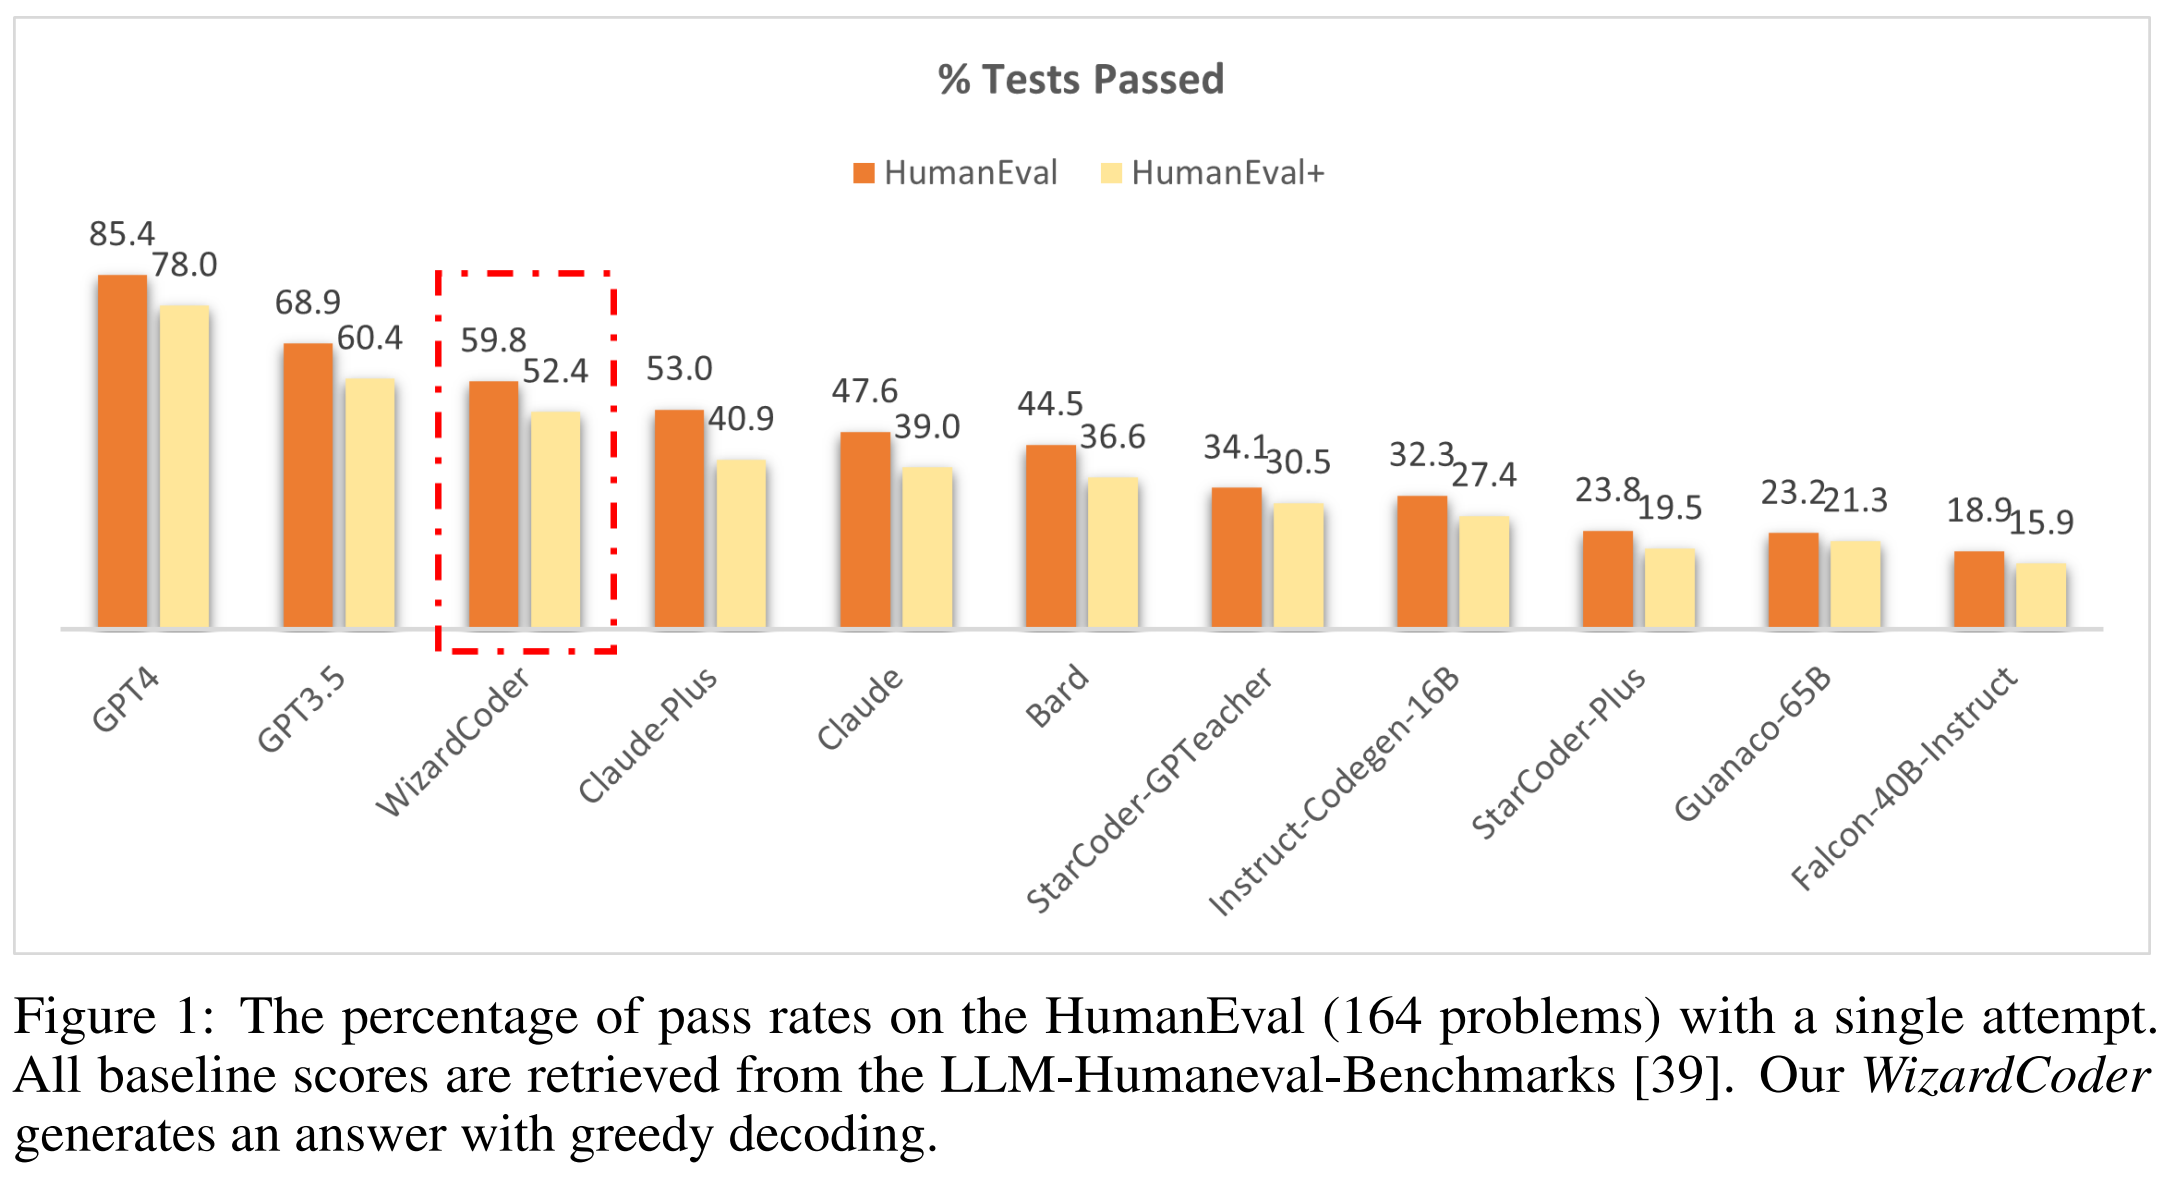 % Tests Passed
HumanEval HumanEval+
85.4 78.0 68.9 60.4 59.8 52.4 53.0 40.9 47.6 39.0 44.5 36.6 34.1 30.5 32.3 27.4 23.8 19.5 23.2 21.3 18.9 15.9
GPT4
GPT3.5
WizardCoder
Claude-Plus
Claude
Bard
StarCoder-GPTeacher
Instruct-Codegen-16B
StarCoder-Plus
Guanaco-65B
Falcon-40B-Instruct
Figure 1: The percentage of pass rates on the HumanEval (164 problems) with a single attempt.
All baseline scores are retrieved from the LLM-Humaneval-Benchmarks [39]. Our WizardCoder
generates an answer with greedy decoding.